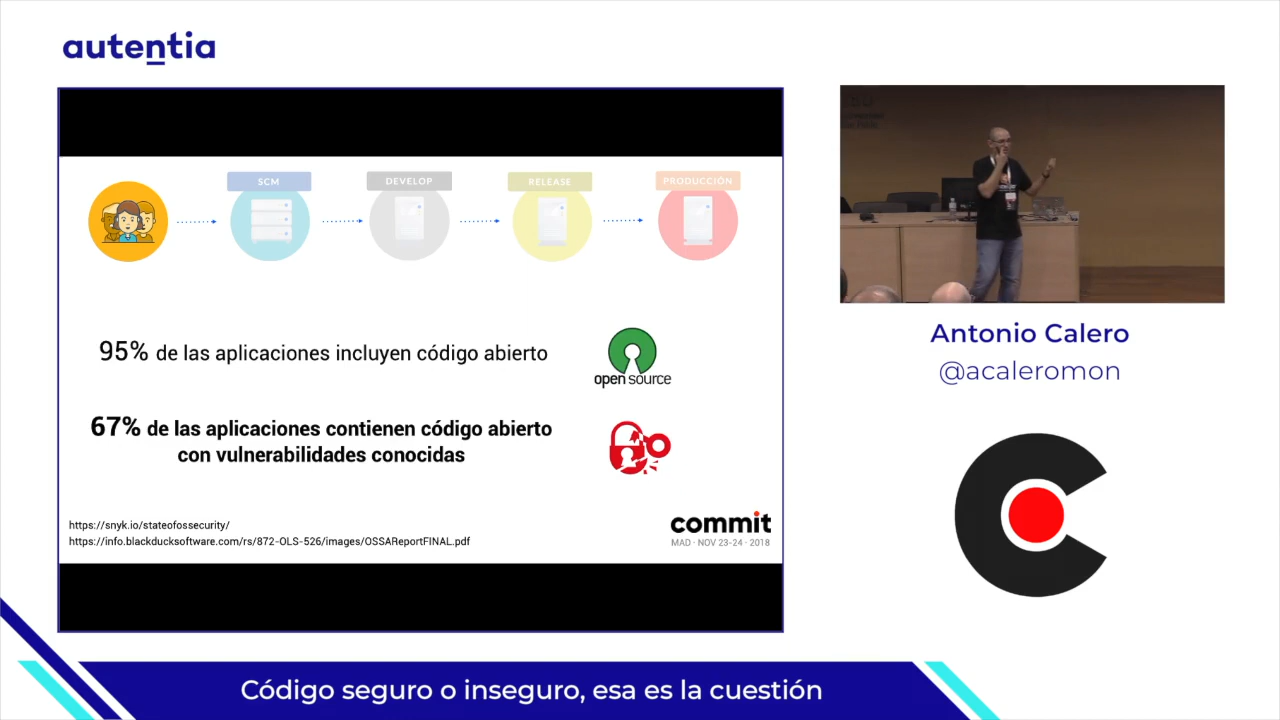 autentia
SCM
DEVELOP
RELEASE
PRODUCCIÓN
95% de las aplicaciones incluyen código abierto
open source
67% de las aplicaciones contienen código abierto
con vulnerabilidades conocidas
https://snyk.io/stateofossecurity/
https://info.blackducksoftware.com/rs/872-OLS-526/images/OSSAReportFINAL.pdf
commit
MAD · NOV 23-24 · 2018
Antonio Calero
@acaleromon
Código seguro o inseguro, esa es la cuestión